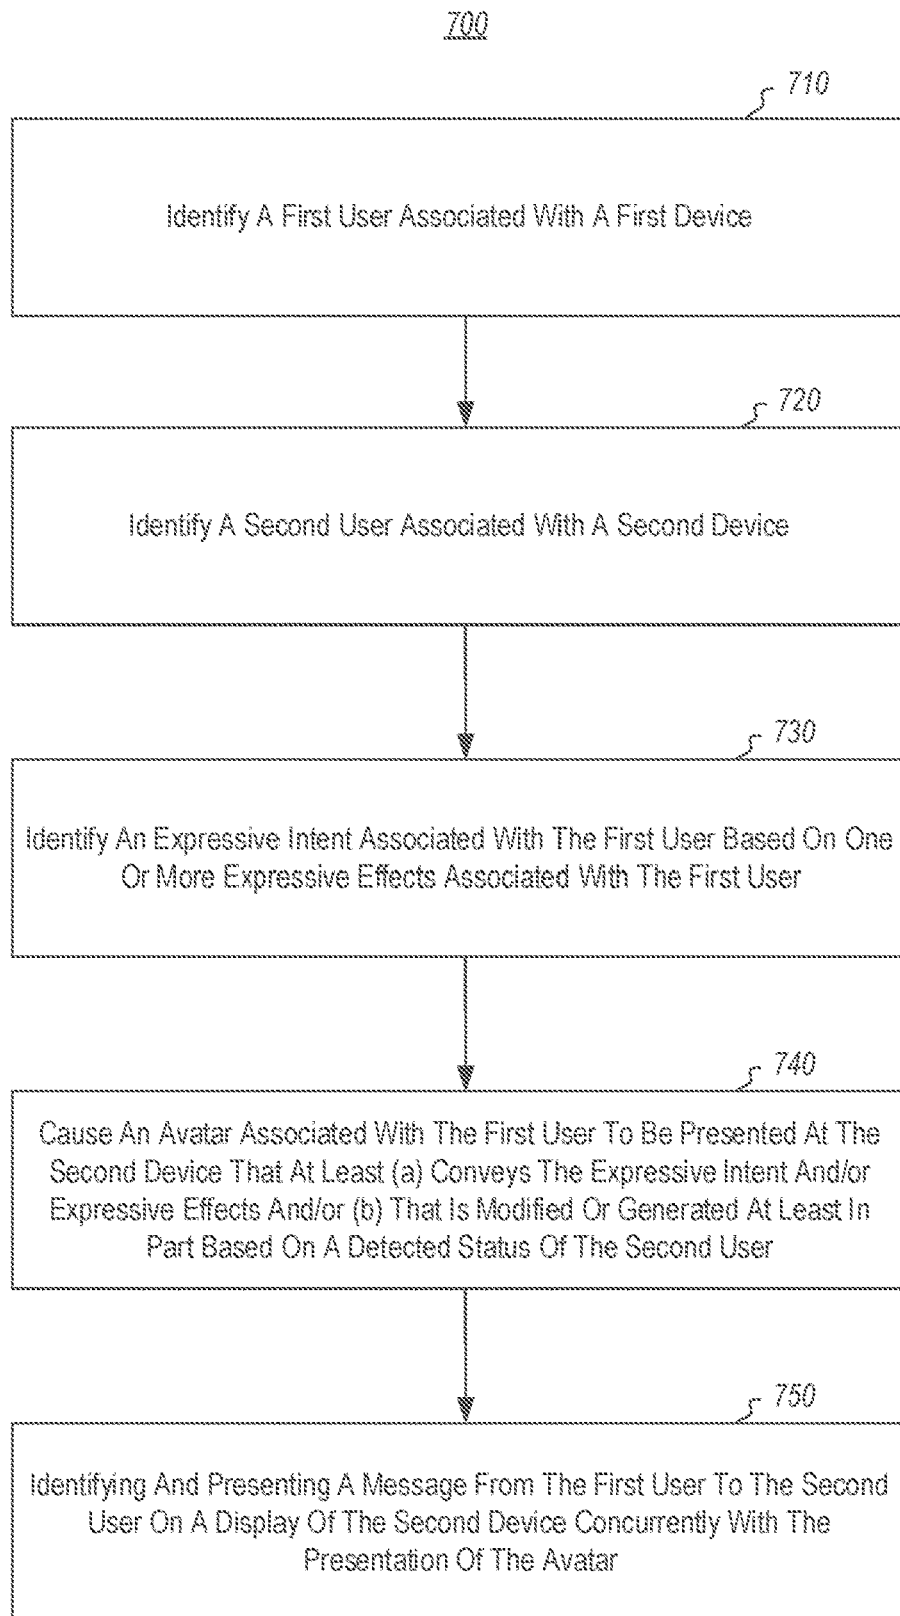 700
710
Identify A First User Associated With A First Device
720
Identify A Second User Associated With A Second Device
730
Identify An Expressive Intent Associated With The First User Based On One
Or More Expressive Effects Associated With The First User
740
Cause An Avatar Associated With The First User To Be Presented At The
Second Device That At Least (a) Conveys The Expressive Intent And/or
Expressive Effects And/or (b) That Is Modified Or Generated At Least In
Part Based On A Detected Status Of The Second User
750
Identifying And Presenting A Message From The First User To The Second
User On A Display Of The Second Device Concurrently With The
Presentation Of The Avatar